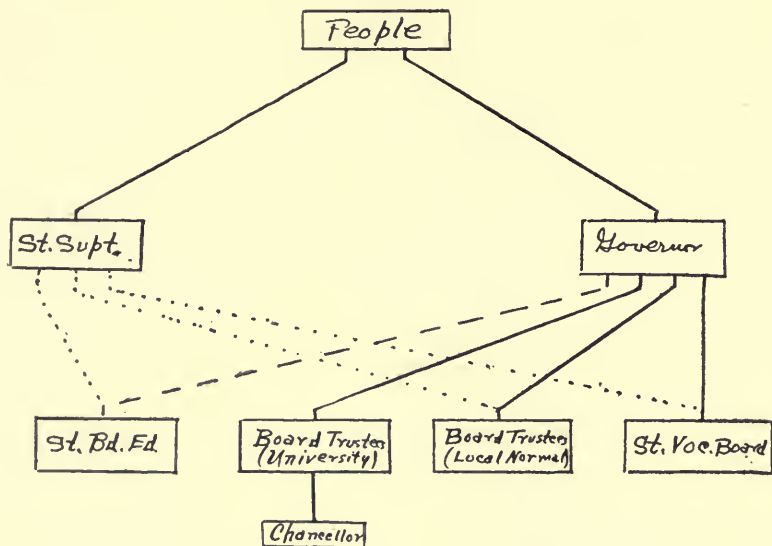 People
St. Supt.
Governor
St. Bd. Ed.
Board Trustees
(University)
Board Trustees
(Local Normal)
St. Voc. Board
Chancellor